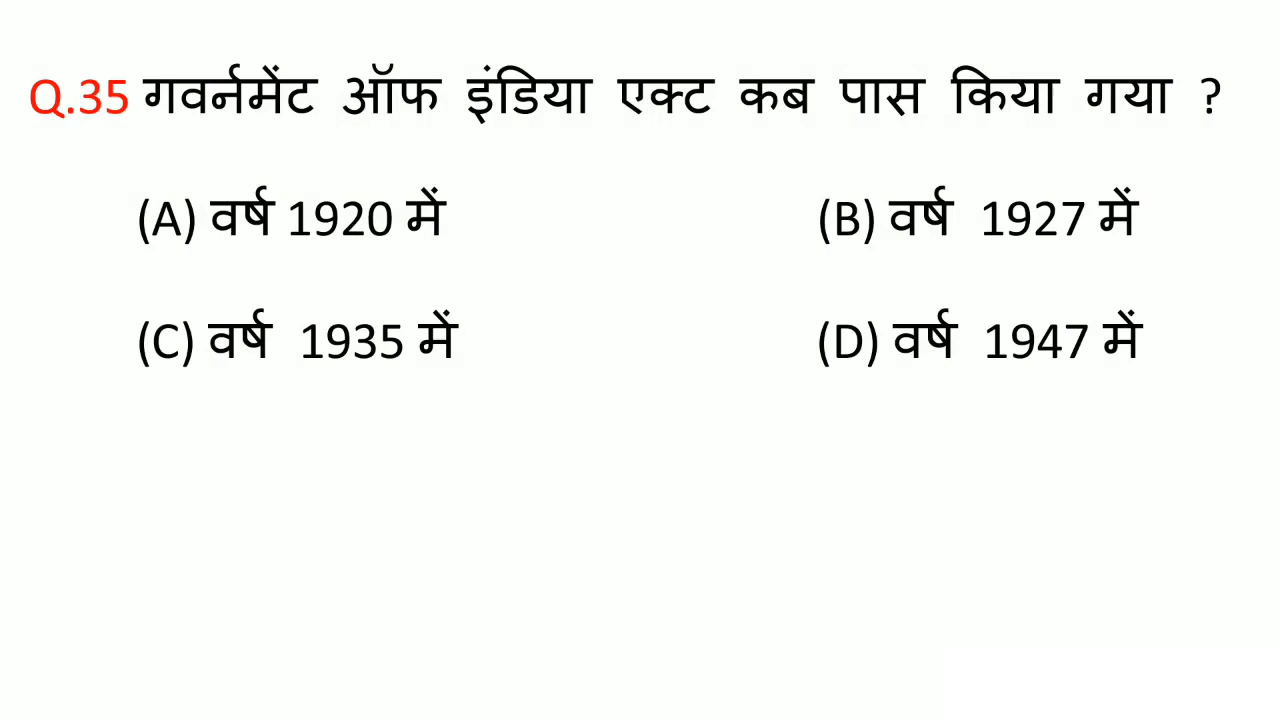 Q.35 गवर्नमेंट ऑफ इंडिया एक्ट कब पास किया गया ?
(A) वर्ष 1920 में (B) वर्ष 1927 में
(C) वर्ष 1935 में (D) वर्ष 1947 में